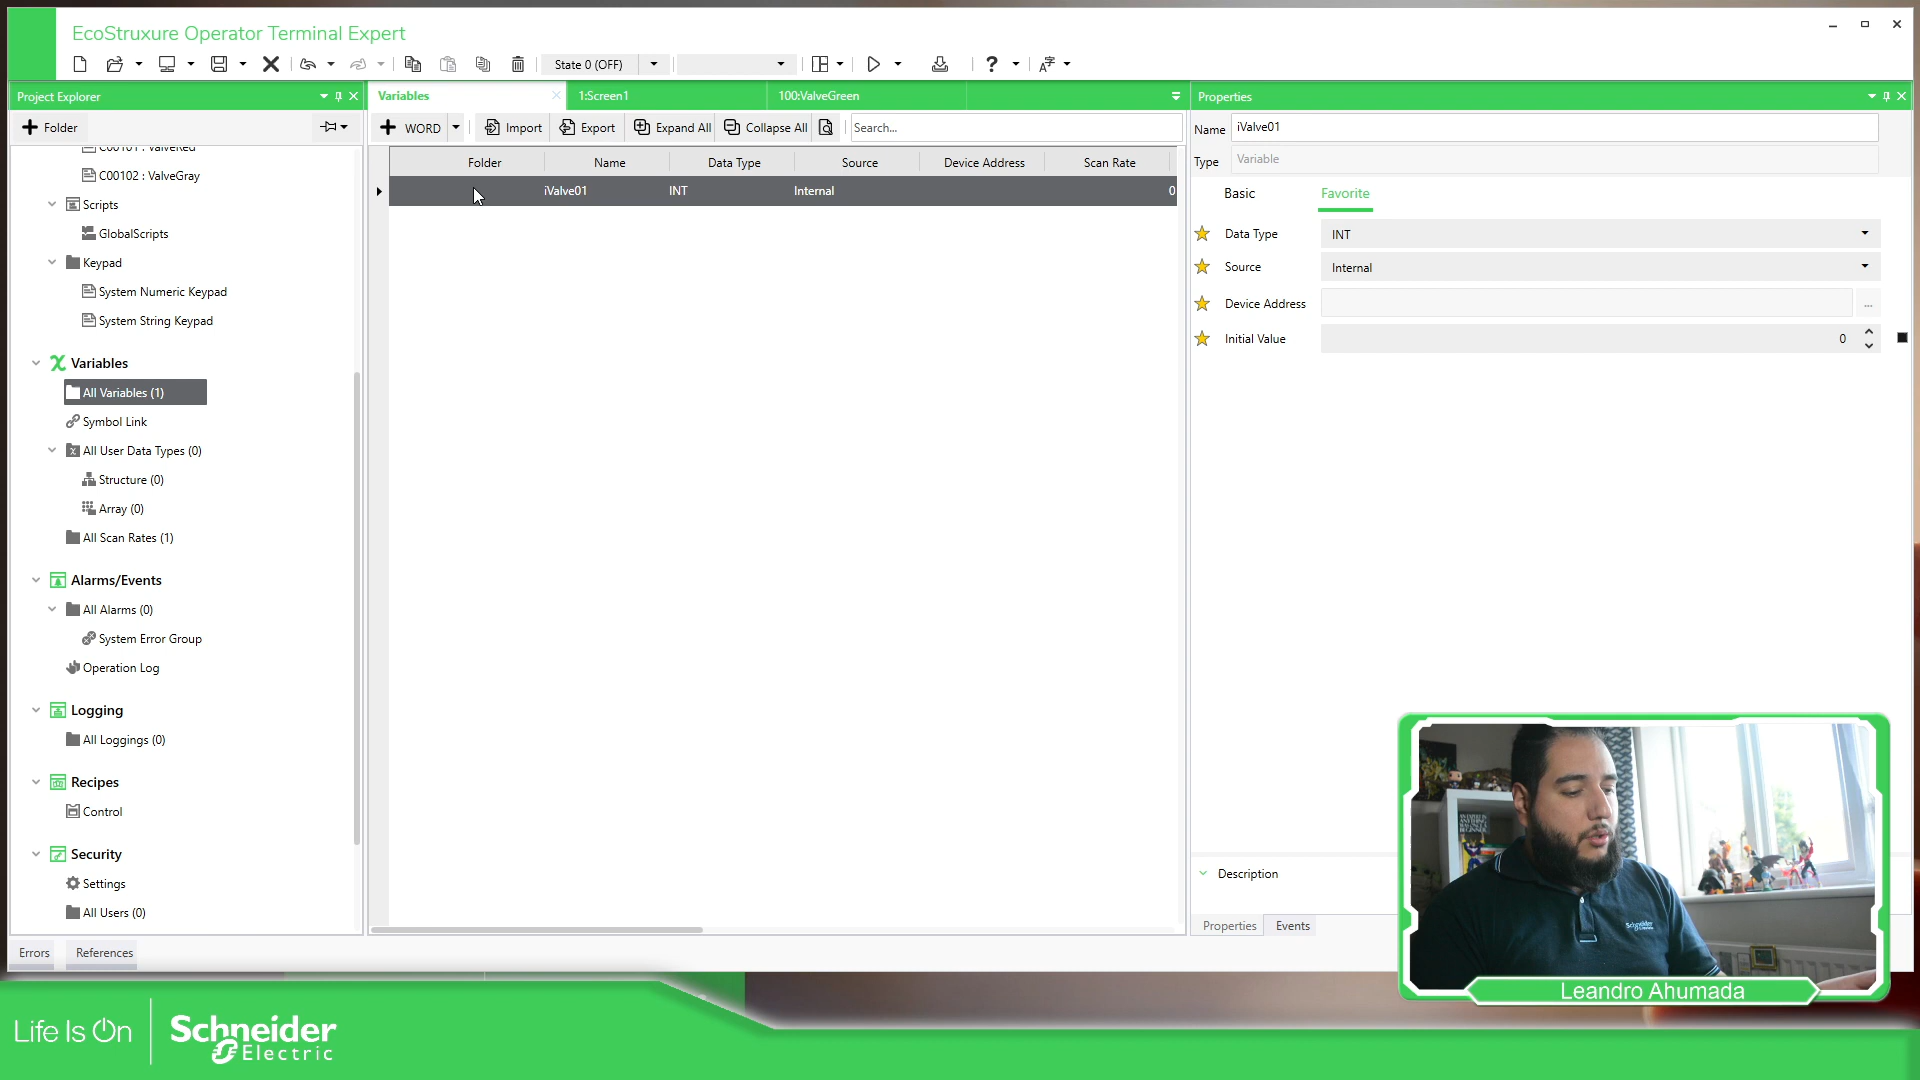 EcoStruxure Operator Terminal Expert
State 0 (OFF)
Project Explorer
Folder
C00101 : ValveRed
C00102 : ValveGray
Scripts
GlobalScripts
Keypad
System Numeric Keypad
System String Keypad
Variables
All Variables (1)
Symbol Link
All User Data Types (0)
Structure (0)
Array (0)
All Scan Rates (1)
Alarms/Events
All Alarms (0)
System Error Group
Operation Log
Logging
All Loggings (0)
Recipes
Control
Security
Settings
All Users (0)
Errors
References
Variables
1:Screen1
100:ValveGreen
WORD
Import
Export
Expand All
Collapse All
Search...
Folder Name Data Type Source Device Address Scan Rate
iValve01 INT Internal 0
Properties
Name iValve01
Type Variable
Basic Favorite
Data Type INT
Source Internal
Device Address ...
Initial Value 0
Description
Properties Events
Schneider
Leandro Ahumada
Life Is On
Schneider
Electric